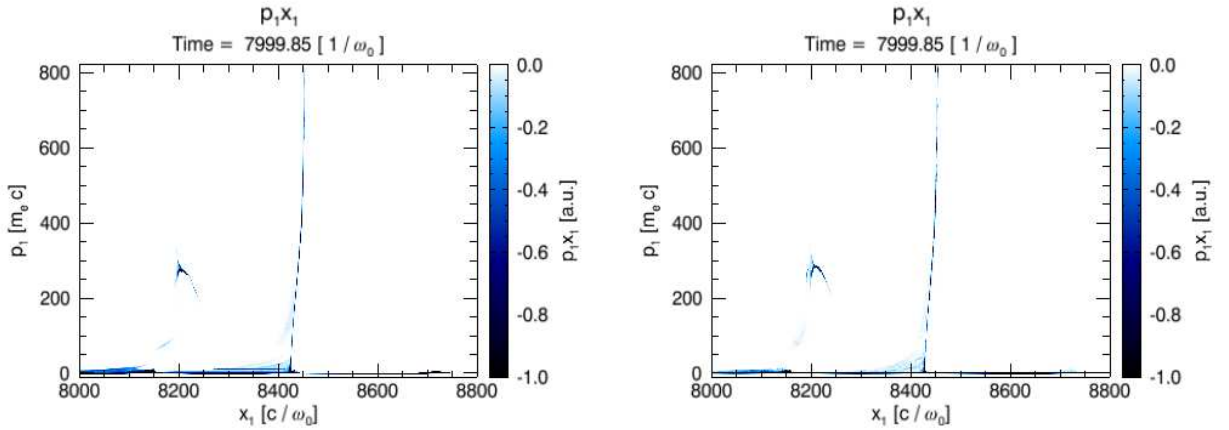 p₁x₁
Time = 7999.85 [ 1 / ω₀ ]
800
600
400
200
0
p₁ [mₑ c]
8000 8200 8400 8600 8800
x₁ [c / ω₀]
0.0
-0.2
-0.4
-0.6
-0.8
-1.0
p₁x₁ [a.u.]
p₁x₁
Time = 7999.85 [ 1 / ω₀ ]
800
600
400
200
0
p₁ [mₑ c]
8000 8200 8400 8600 8800
x₁ [c / ω₀]
0.0
-0.2
-0.4
-0.6
-0.8
-1.0
p₁x₁ [a.u.]